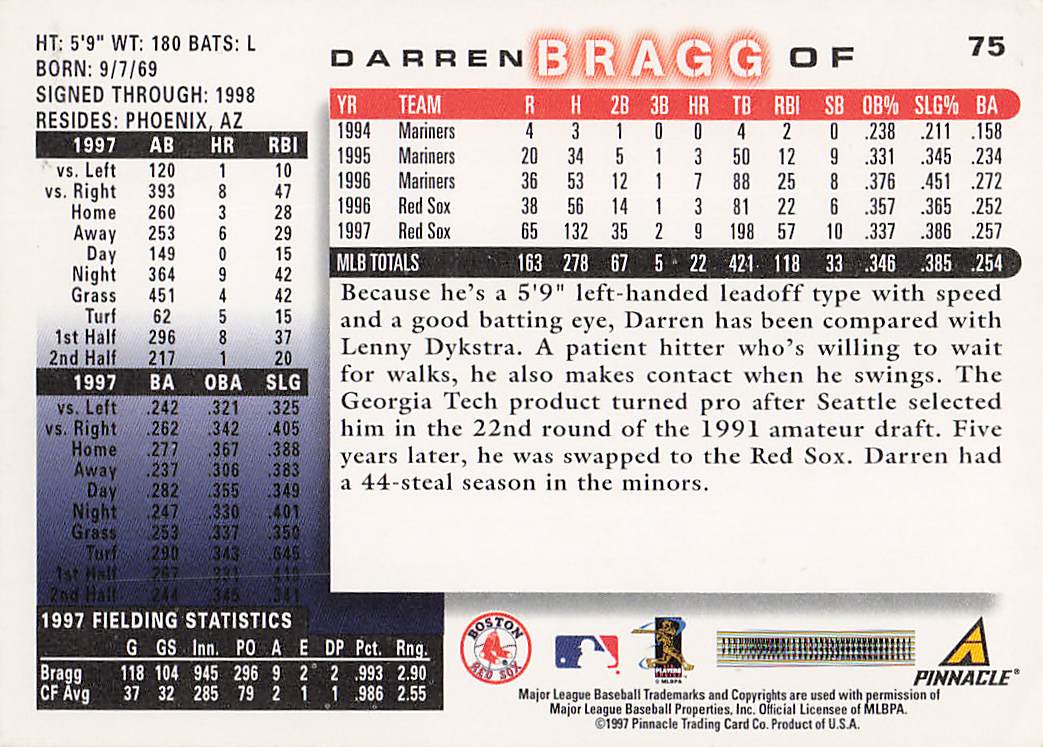 HT: 5'9" WT: 180 BATS: L
BORN: 9/7/69
SIGNED THROUGH: 1998
RESIDES: PHOENIX, AZ
1997 AB HR RBI
vs. Left 120 1 10
vs. Right 393 8 47
Home 260 3 28
Away 253 6 29
Day 149 0 15
Night 364 9 42
Grass 451 4 42
Turf 62 5 15
1st Half 296 8 37
2nd Half 217 1 20
1997 BA OBA SLG
vs. Left .242 .321 .325
vs. Right .262 .342 .405
Home .277 .367 .388
Away .237 .306 .383
Day .282 .355 .349
Night .247 .330 .401
Grass .253 .337 .350
Turf .290 .343 .645
1st Half .267 .331 .419
2nd Half .244 .345 .341
1997 FIELDING STATISTICS
G GS Inn. PO A E DP Pct. Rng.
Bragg 118 104 945 296 9 2 2 .993 2.90
CF Avg 37 32 285 79 2 1 1 .986 2.55
DARREN BRAGG OF
75
YR TEAM R H 2B 3B HR TB RBI SB OB% SLG% BA
1994 Mariners 4 3 1 0 0 4 2 0 .238 .211 .158
1995 Mariners 20 34 5 1 3 50 12 9 .331 .345 .234
1996 Mariners 36 53 12 1 7 88 25 8 .376 .451 .272
1996 Red Sox 38 56 14 1 3 81 22 6 .357 .365 .252
1997 Red Sox 65 132 35 2 9 198 57 10 .337 .386 .257
MLB TOTALS 163 278 67 5 22 421 118 33 .346 .385 .254
Because he's a 5'9" left-handed leadoff type with speed
and a good batting eye, Darren has been compared with
Lenny Dykstra. A patient hitter who's willing to wait
for walks, he also makes contact when he swings. The
Georgia Tech product turned pro after Seattle selected
him in the 22nd round of the 1991 amateur draft. Five
years later, he was swapped to the Red Sox. Darren had
a 44-steal season in the minors.
BOSTON
RED SOX
PLAYERS
CHOICE
© MLBPA
PINNACLE®
Major League Baseball Trademarks and Copyrights are used with permission of
Major League Baseball Properties, Inc. Official Licensee of MLBPA.
©1997 Pinnacle Trading Card Co. Product of U.S.A.